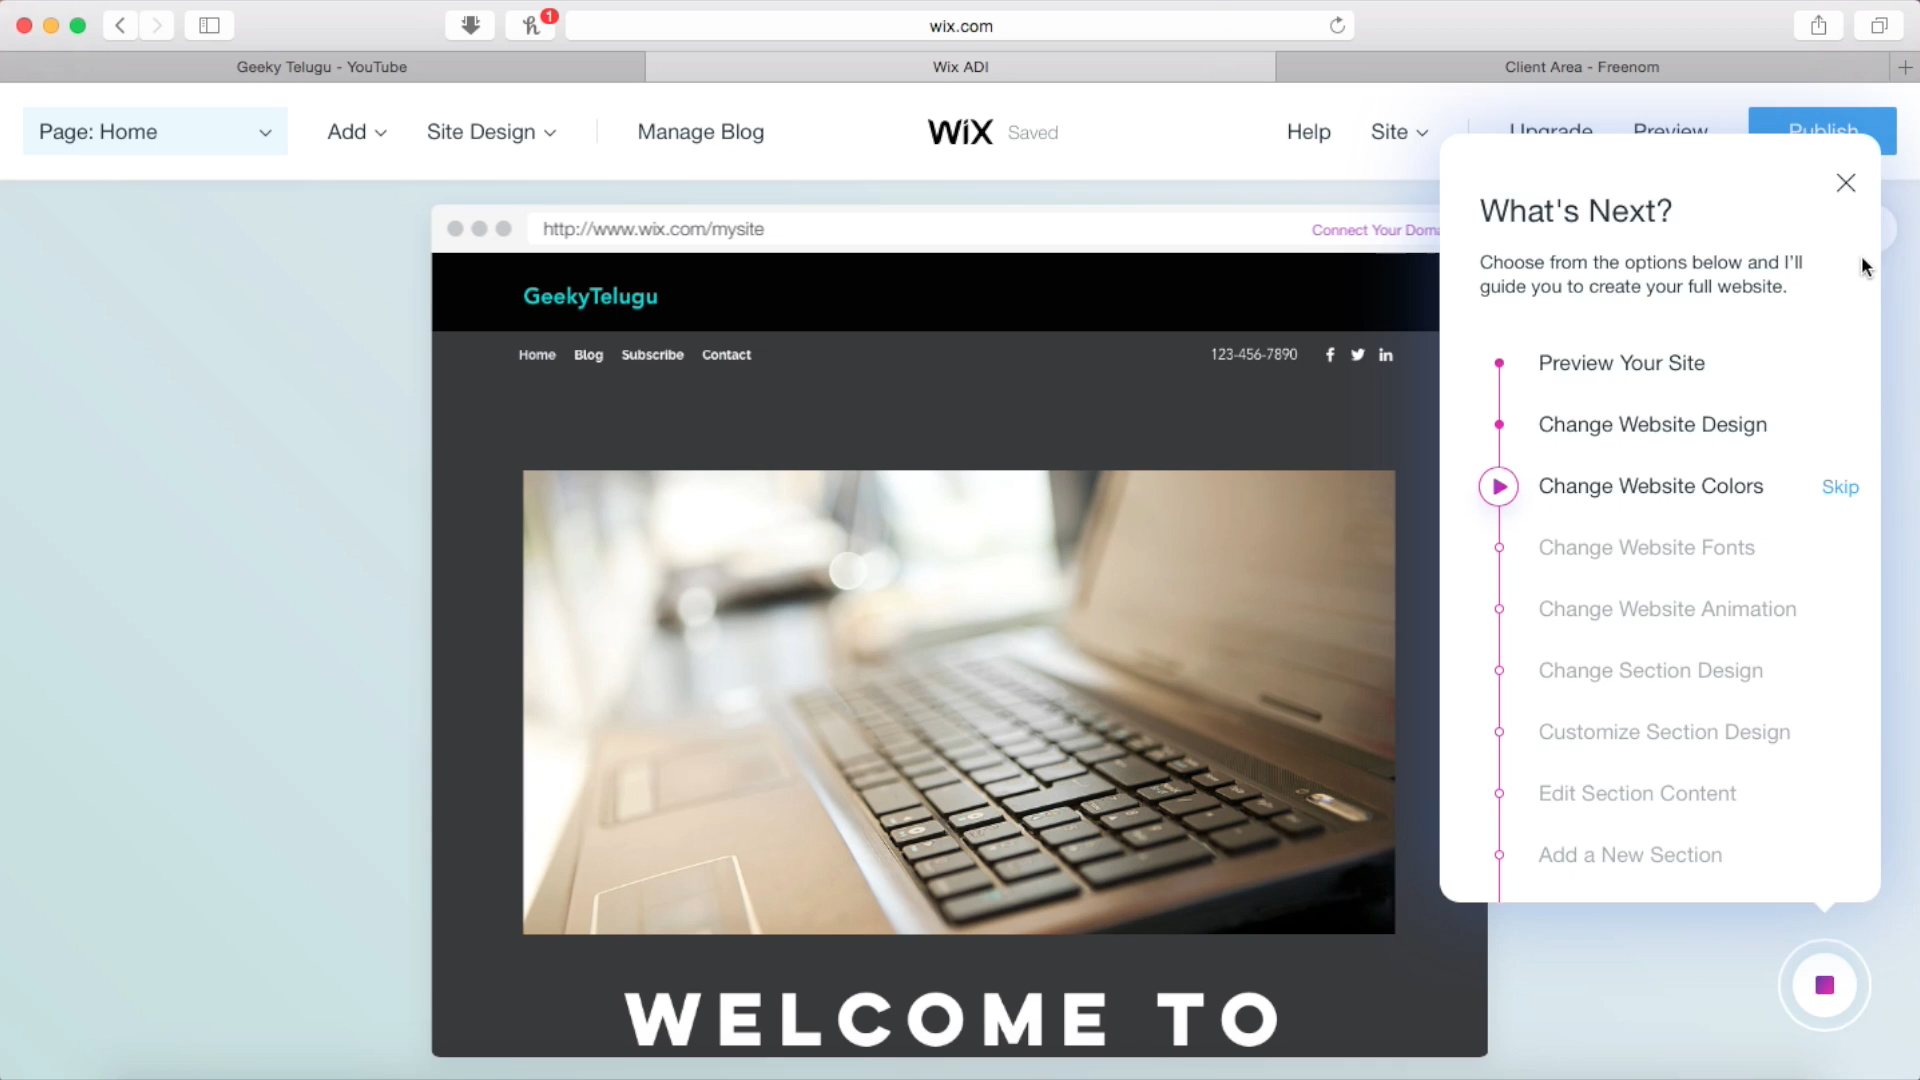 1
wix.com
Geeky Telugu - YouTube
Wix ADI
Client Area - Freenom
Page: Home
Add
Site Design
Manage Blog
WiX
Saved
Help
Site
Upgrade
Preview
Publish
http://www.wix.com/mysite
Connect Your Doma
GeekyTelugu
Home
Blog
Subscribe
Contact
123-456-7890
WELCOME TO
What's Next?
Choose from the options below and I'll
guide you to create your full website.
Preview Your Site
Change Website Design
Change Website Colors
Skip
Change Website Fonts
Change Website Animation
Change Section Design
Customize Section Design
Edit Section Content
Add a New Section